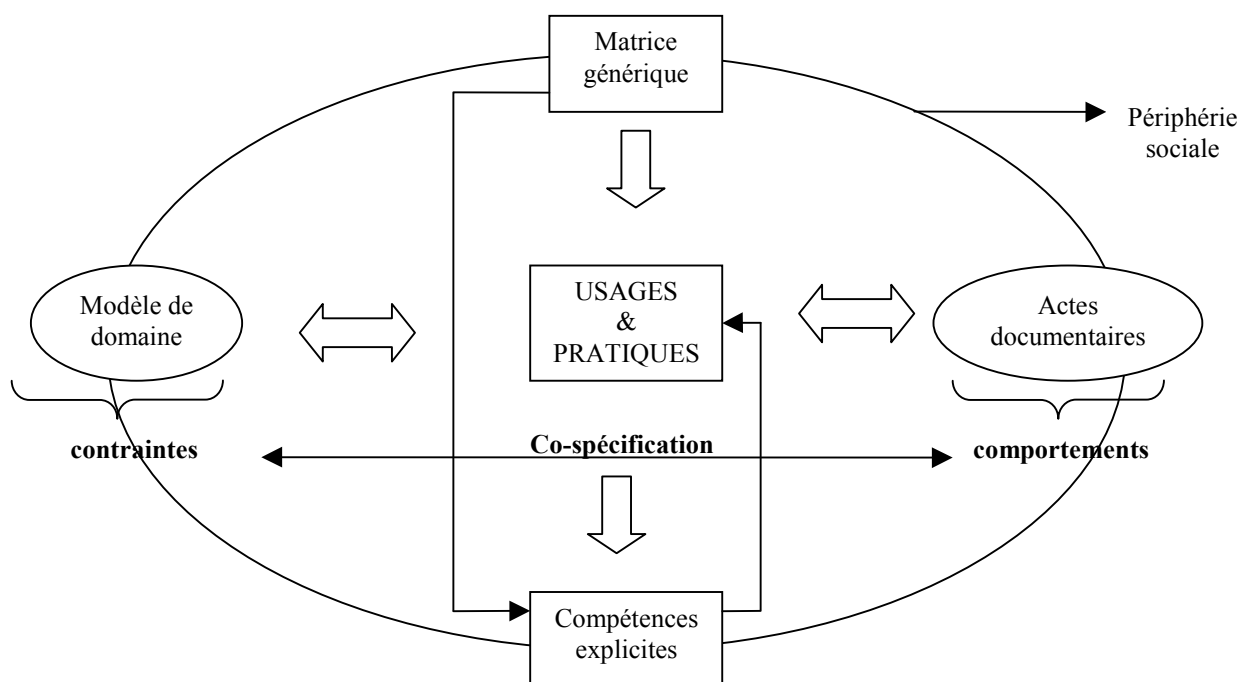 Matrice
générique
Périphérie
sociale
Modèle de
domaine
USAGES
&
PRATIQUES
Actes
documentaires
contraintes
Co-spécification
comportements
Compétences
explicites